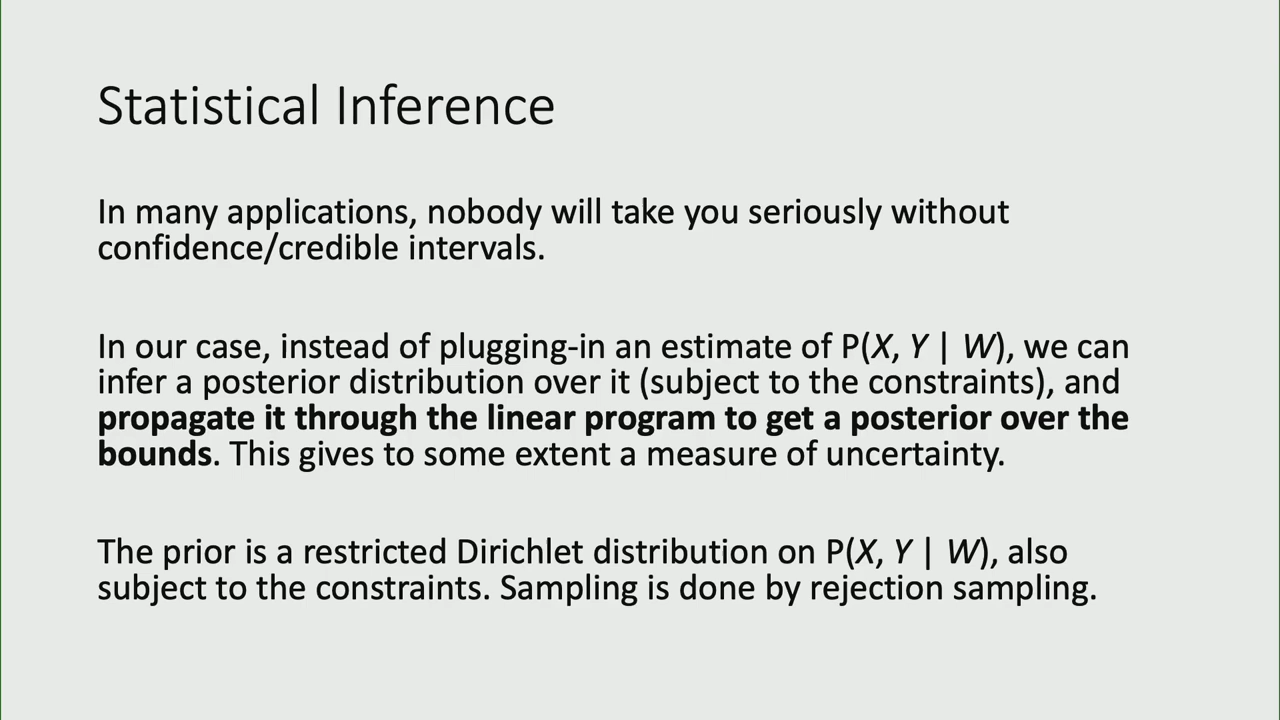 Statistical Inference
In many applications, nobody will take you seriously without
confidence/credible intervals.
In our case, instead of plugging-in an estimate of P(X, Y | W), we can
infer a posterior distribution over it (subject to the constraints), and
propagate it through the linear program to get a posterior over the
bounds. This gives to some extent a measure of uncertainty.
The prior is a restricted Dirichlet distribution on P(X, Y | W), also
subject to the constraints. Sampling is done by rejection sampling.